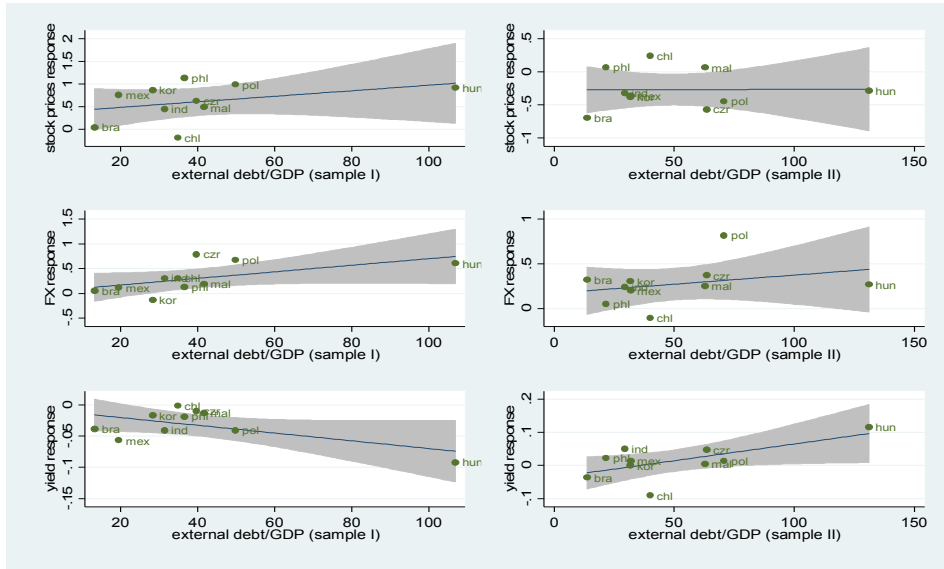 stock prices response
2
1.5
1
.5
0
bra
mex
kor
phl
ind
chl
czr
mal
pol
hun
20 40 60 80 100
external debt/GDP (sample I)
stock prices response
.5
0
-.5
-1
bra
phl
ind
mex
chl
mal
czr
pol
hun
0 50 100 150
external debt/GDP (sample II)
FX response
1.5
1
.5
0
-.5
bra
mex
kor
ind
chl
phl
czr
mal
pol
hun
20 40 60 80 100
external debt/GDP (sample I)
FX response
1
.5
0
bra
phl
kor
mex
chl
czr
mal
pol
hun
0 50 100 150
external debt/GDP (sample II)
yield response
0
-.05
-.1
-.15
bra
mex
kor
ind
chl
phl
czr
mal
pol
hun
20 40 60 80 100
external debt/GDP (sample I)
yield response
.2
.1
0
-.1
bra
phl
ind
mex
kor
chl
czr
mal
pol
hun
0 50 100 150
external debt/GDP (sample II)